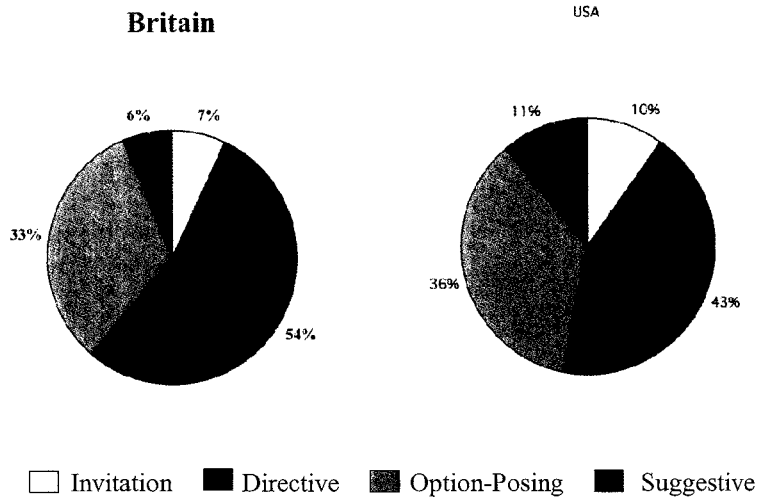 Britain
USA
6%
7%
33%
54%
11%
10%
36%
43%
Invitation
Directive
Option-Posing
Suggestive